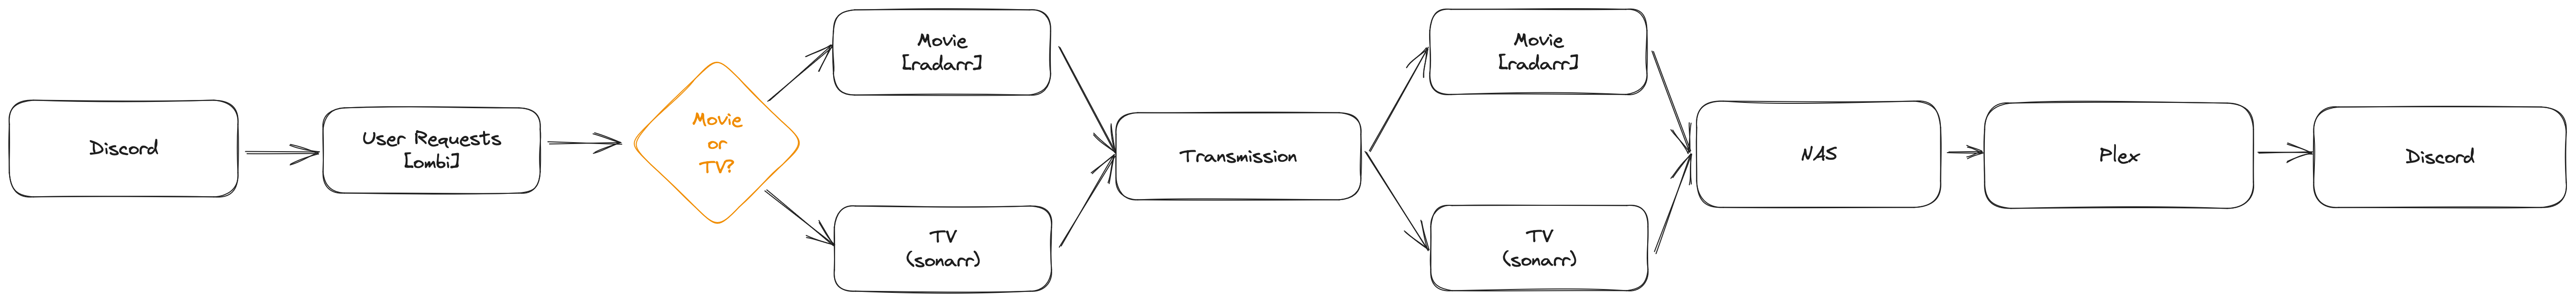 Discord
User Requests
[ombi]
Movie
or
TV?
Movie
[radarr]
TV
(sonarr)
Transmission
Movie
[radarr]
TV
(sonarr)
NAS
Plex
Discord